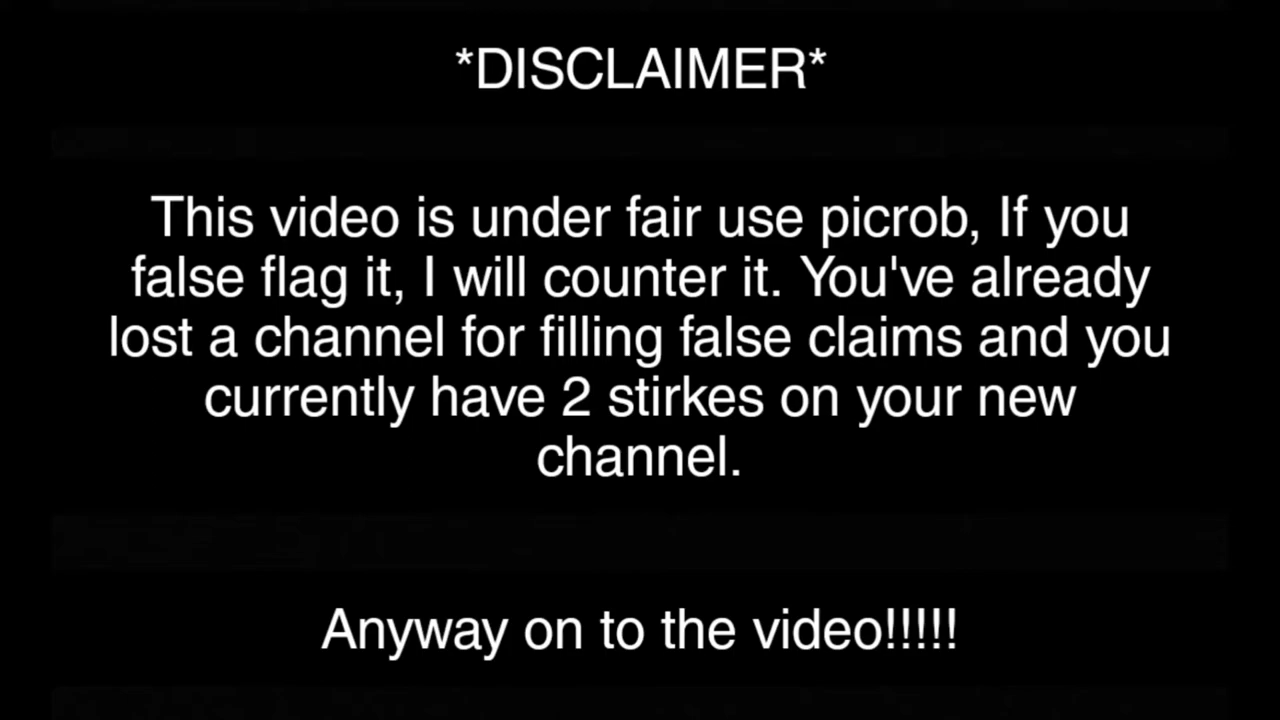 *DISCLAIMER*
This video is under fair use picrob, If you
false flag it, I will counter it. You've already
lost a channel for filling false claims and you
currently have 2 stirkes on your new
channel.
Anyway on to the video!!!!!